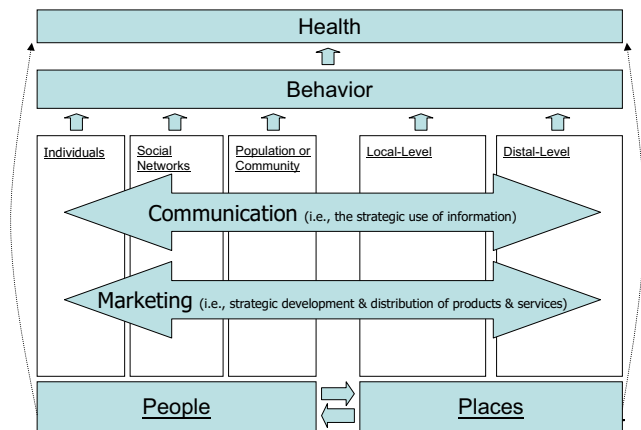 Health
Behavior
Individuals
Social
Networks
Population or
Community
Local-Level
Distal-Level
Communication (i.e., the strategic use of information)
Marketing (i.e., strategic development & distribution of products & services)
People
Places